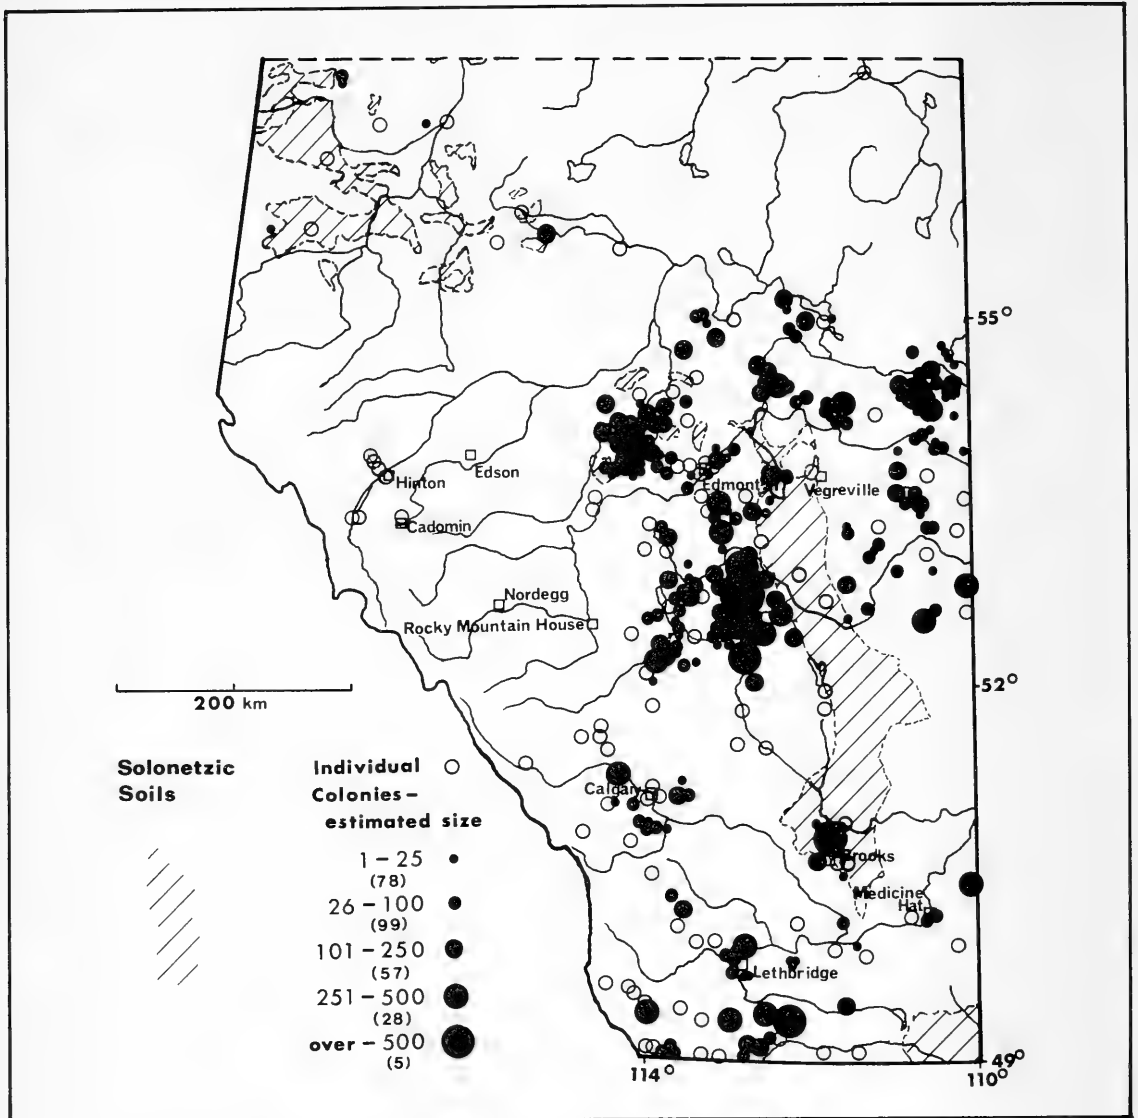 55°
Hinton
Edson
Edmont
Vegreville
Cadomin
Nordegg
Rocky Mountain House
52°
200 km
Solonetzic
Soils
Individual
Colonies–
estimated size
1 – 25
(78)
26 – 100
(99)
101 – 250
(57)
251 – 500
(28)
over – 500
(5)
Calgary
Brooks
Medicine
Hat
Lethbridge
49°
114°
110°